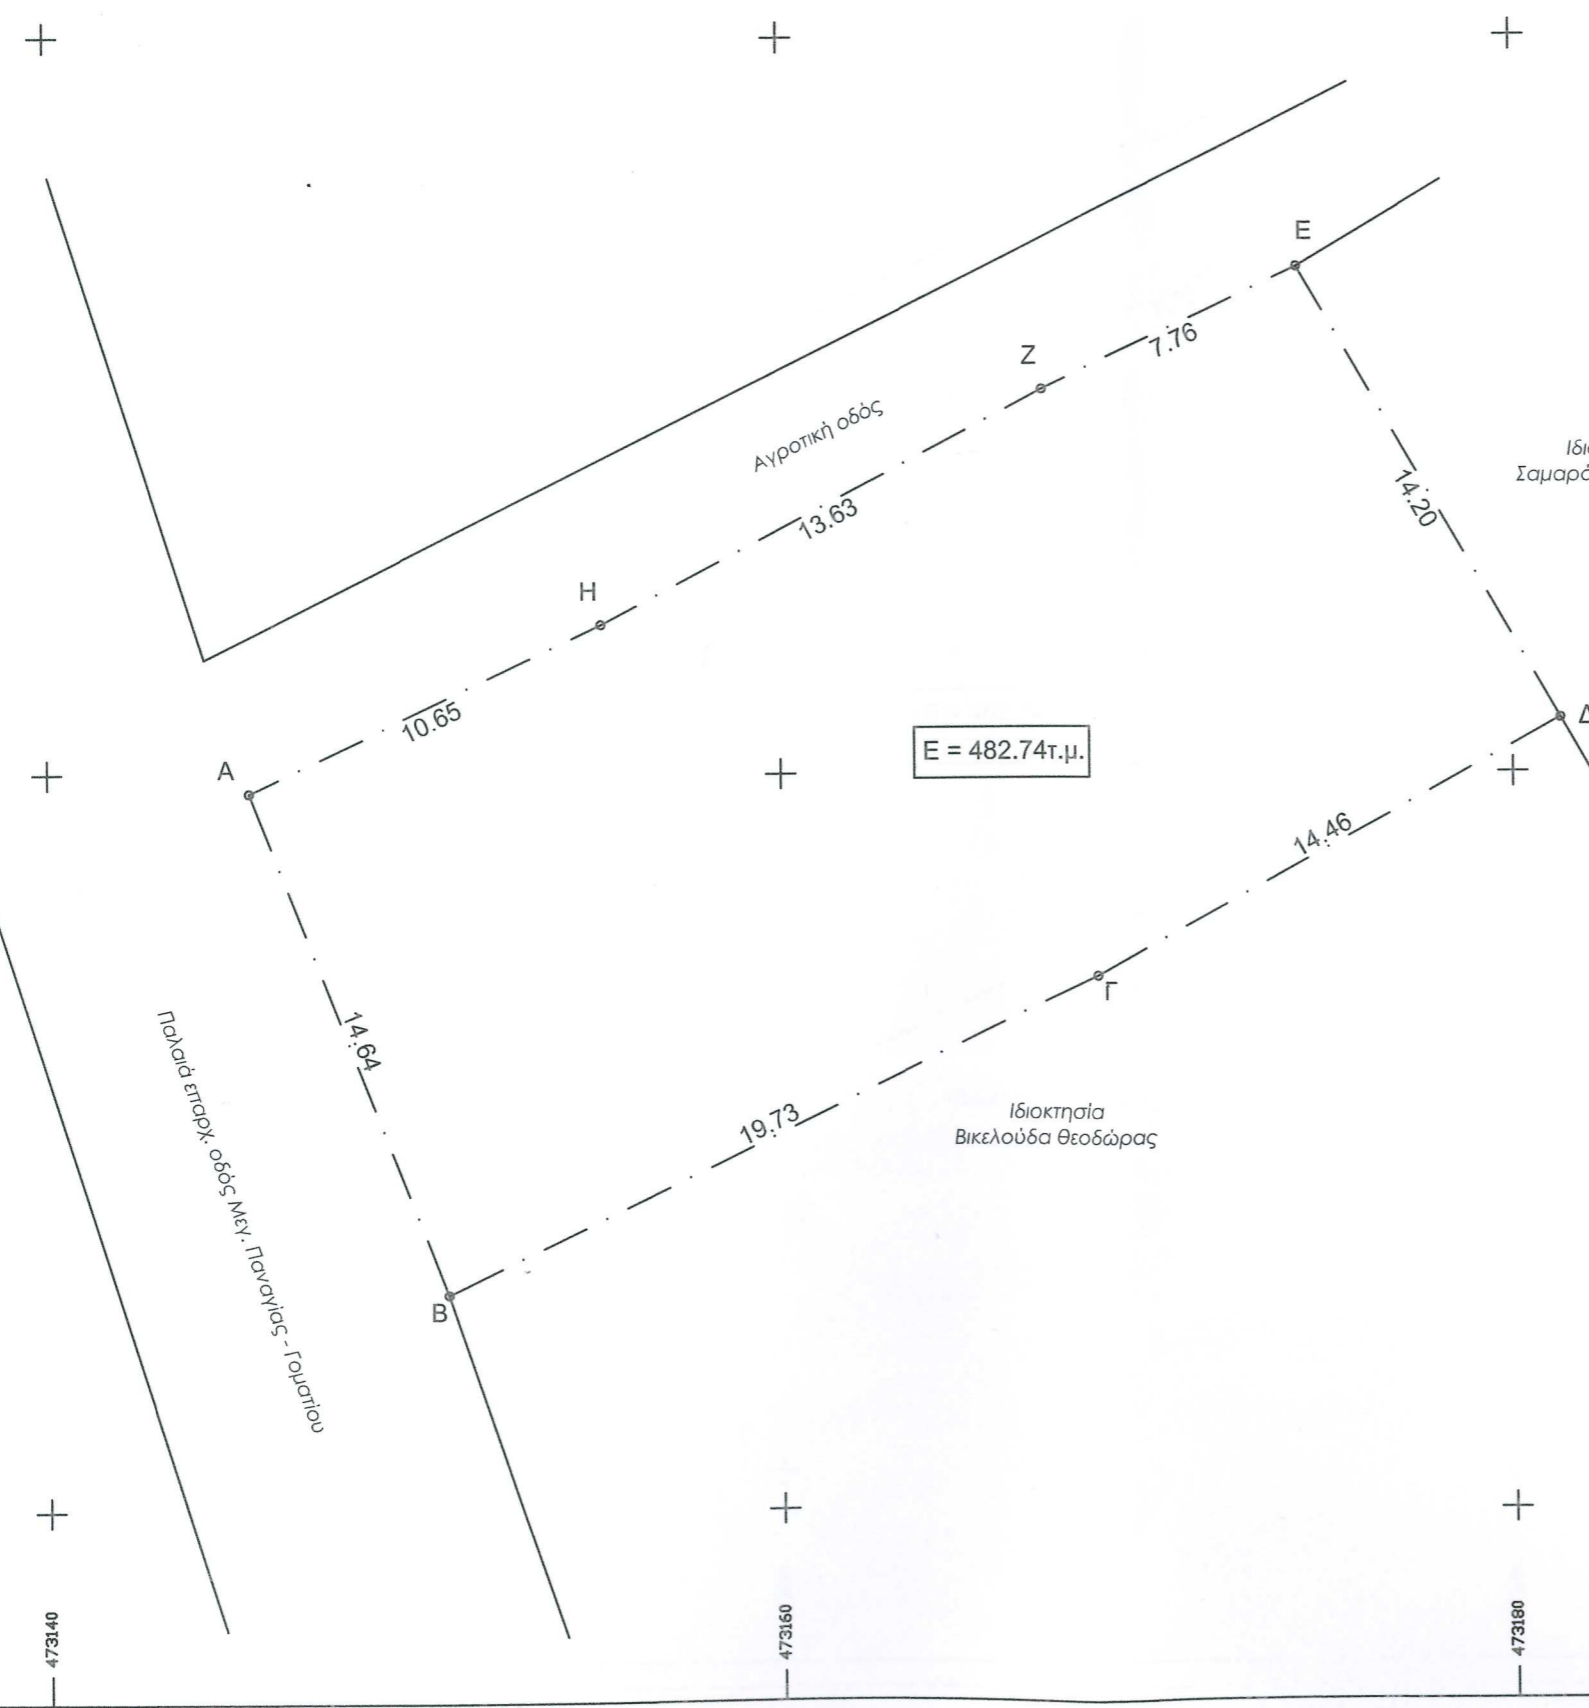 Ε
Ζ
7.76
Αγροτική οδός
14.20
13.63
Η
10.65
Δ
Ε = 482.74τ.μ.
Α
14.46
Γ
14.64
Παλαιά επαρχ. οδός Μεγ. Παναγίας - Γοματίου
19.73
Ιδιοκτησία
Βικελούδα Θεοδώρας
Β
473140
473160
473180